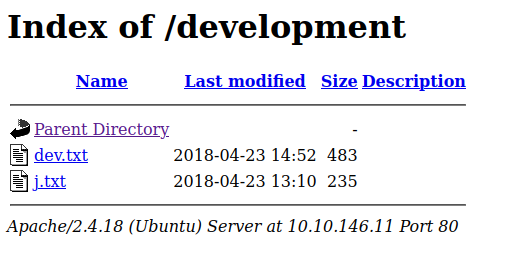 Index of /development
Name Last modified Size Description
Parent Directory -
dev.txt 2018-04-23 14:52 483
j.txt 2018-04-23 13:10 235
Apache/2.4.18 (Ubuntu) Server at 10.10.146.11 Port 80